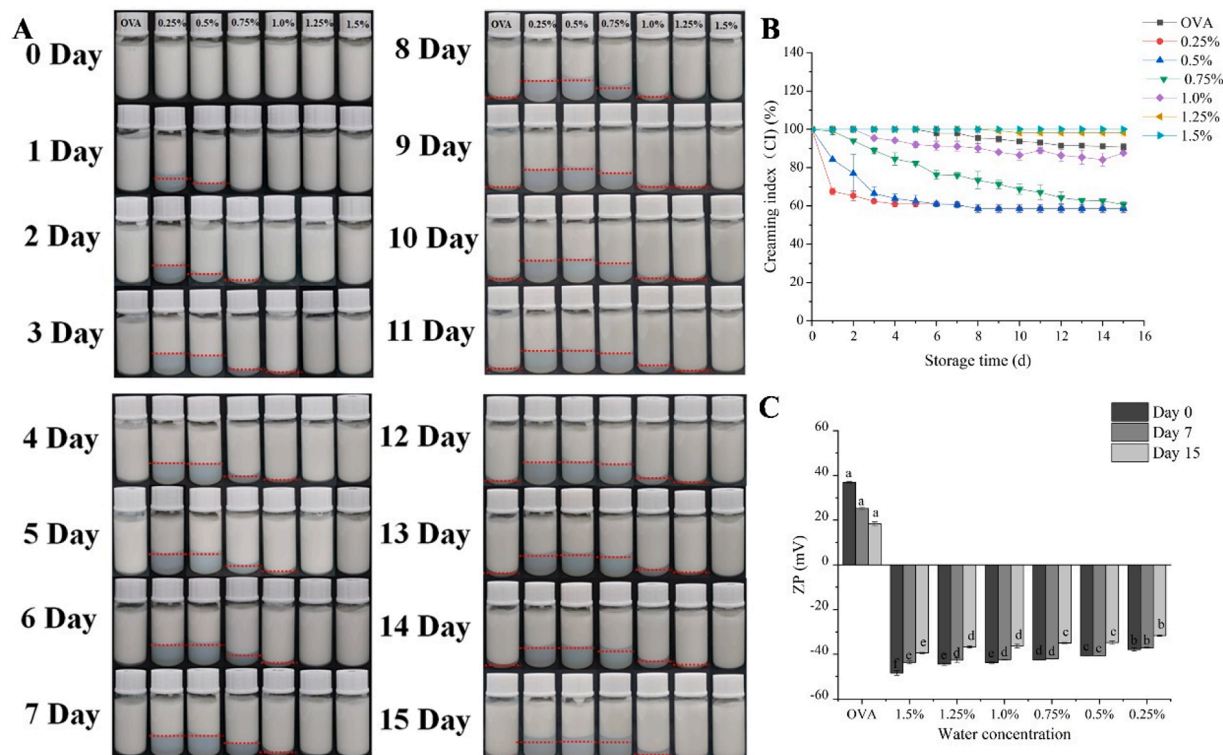 A
OVA 0.25% 0.5% 0.75% 1.0% 1.25% 1.5%
0 Day
1 Day
2 Day
3 Day
4 Day
5 Day
6 Day
7 Day
OVA 0.25% 0.5% 0.75% 1.0% 1.25% 1.5%
8 Day
9 Day
10 Day
11 Day
12 Day
13 Day
14 Day
15 Day
B
OVA
0.25%
0.5%
0.75%
1.0%
1.25%
1.5%
Creaming index (CI) (%)
140
120
100
80
60
40
20
0
0 2 4 6 8 10 12 14 16
Storage time (d)
C
Day 0
Day 7
Day 15
ZP (mV)
60
40
20
0
-20
-40
-60
a a a
f e e
e d d
e d d
d d c
c c c
b b b
OVA 1.5% 1.25% 1.0% 0.75% 0.5% 0.25%
Water concentration